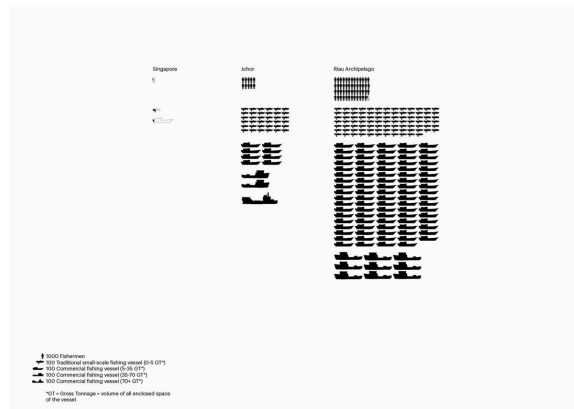 Singapore
Johor
Riau Archipelago
1000 Fishermen
100 Traditional small-scale fishing vessel (0-5 GT*)
100 Commercial fishing vessel (5-35 GT*)
100 Commercial fishing vessel (35-70 GT*)
100 Commercial fishing vessel (70+ GT*)
*GT = Gross Tonnage = volume of all enclosed space
of the vessel